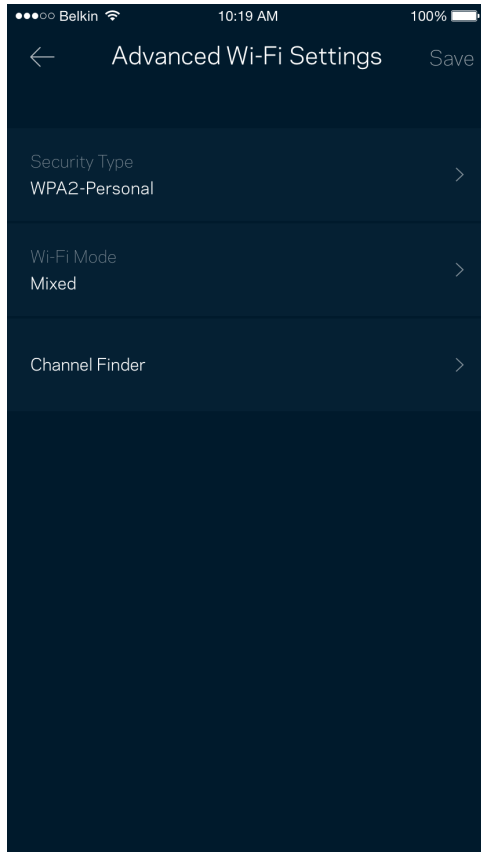 Belkin 10:19 AM 100%
Advanced Wi-Fi Settings Save
Security Type
WPA2-Personal
Wi-Fi Mode
Mixed
Channel Finder